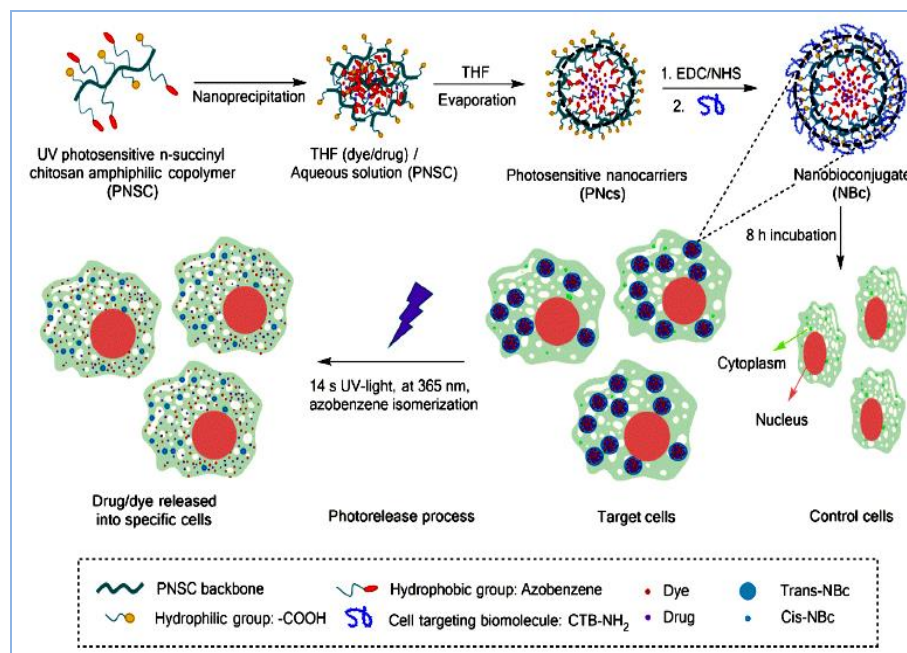 Nanoprecipitation
THF
Evaporation
1. EDC/NHS
2.
UV photosensitive n-succinyl
chitosan amphiphilic copolymer
(PNSC)
THF (dye/drug) /
Aqueous solution (PNSC)
Photosensitive nanocarriers
(PNcs)
Nanobioconjugate
(NBc)
8 h incubation
Cytoplasm
Nucleus
14 s UV-light, at 365 nm,
azobenzene isomerization
Drug/dye released
into specific cells
Photorelease process
Target cells
Control cells
PNSC backbone
Hydrophobic group: Azobenzene
Dye
Trans-NBc
Hydrophilic group: -COOH
Cell targeting biomolecule: CTB-NH2
Drug
Cis-NBc